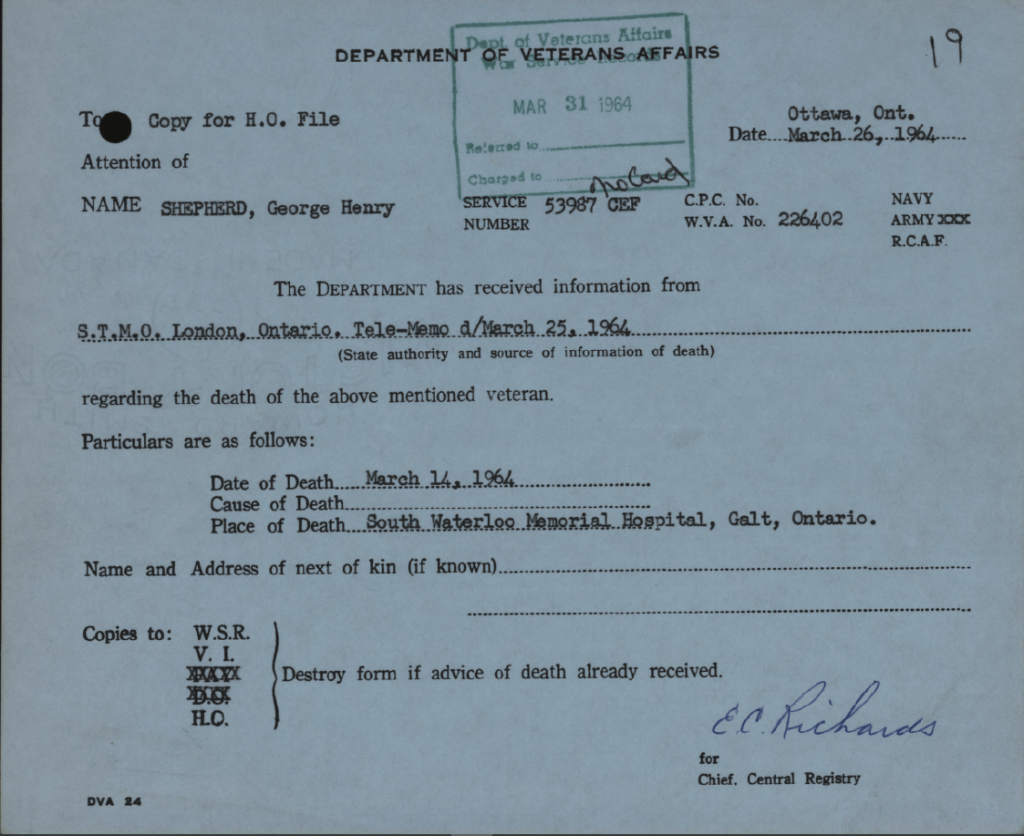 DEPARTMENT OF VETERANS AFFAIRS
19
Dept. of Veterans Affairs
War Service Records
MAR 31 1964
Referred to
Charged to
No Card
To Copy for H.O. File
Ottawa, Ont.
Date March 26, 1964
Attention of
NAME SHEPHERD, George Henry
SERVICE NUMBER 53987 CEF
C.P.C. No.
W.V.A. No. 226402
NAVY
ARMY XXX
R.C.A.F.
The DEPARTMENT has received information from
S.T.M.O. London, Ontario. Tele-Memo d/March 25, 1964
(State authority and source of information of death)
regarding the death of the above mentioned veteran.
Particulars are as follows:
Date of Death March 14, 1964
Cause of Death
Place of Death South Waterloo Memorial Hospital, Galt, Ontario.
Name and Address of next of kin (if known)
Copies to: W.S.R.
V. I.
D.O.
H.O.
Destroy form if advice of death already received.
E.C. Richards
for
Chief, Central Registry
DVA 24